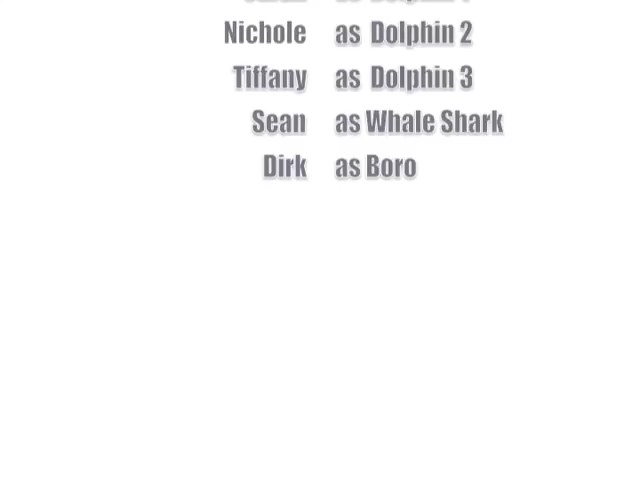 Nichole as Dolphin 2
Tiffany as Dolphin 3
Sean as Whale Shark
Dirk as Boro